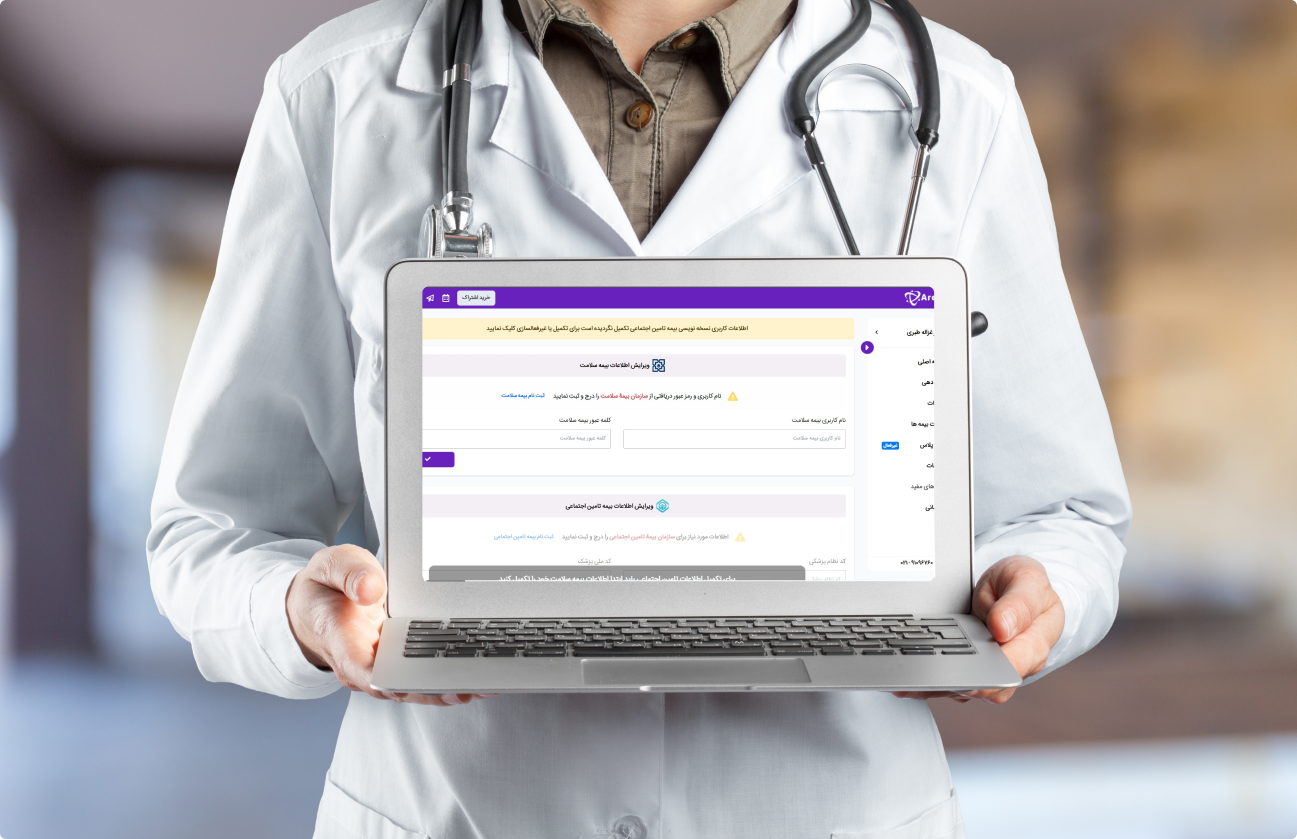 خرید اشتراک
اطلاعات کاربری نسخه نویسی بیمه تامین اجتماعی تکمیل نگردیده است برای تکمیل یا غیرفعالسازی کلیک نمایید
غزاله طبری
ویرایش اطلاعات بیمه سلامت
نام کاربری و رمز عبور دریافتی از سازمان بیمهٔ سلامت را درج و ثبت نمایید ثبت نام بیمه سلامت
نام کاربری بیمه سلامت
کلمه عبور بیمه سلامت
نام کاربری بیمه سلامت
کلمه عبور بیمه سلامت
اصلی
بیمه ها
پلاس
غیرفعال
های مفید
ویرایش اطلاعات بیمه تامین اجتماعی
اطلاعات مورد نیاز برای سازمان بیمهٔ تامین اجتماعی را درج و ثبت نمایید ثبت نام بیمه تامین اجتماعی
کد نظام پزشکی
کد ملی پزشک
۰۲۱-۹۱۰۹۶۷۶۰
برای تکمیل اطلاعات تامین اجتماعی باید ابتدا اطلاعات بیمه سلامت خود را تکمیل کنید